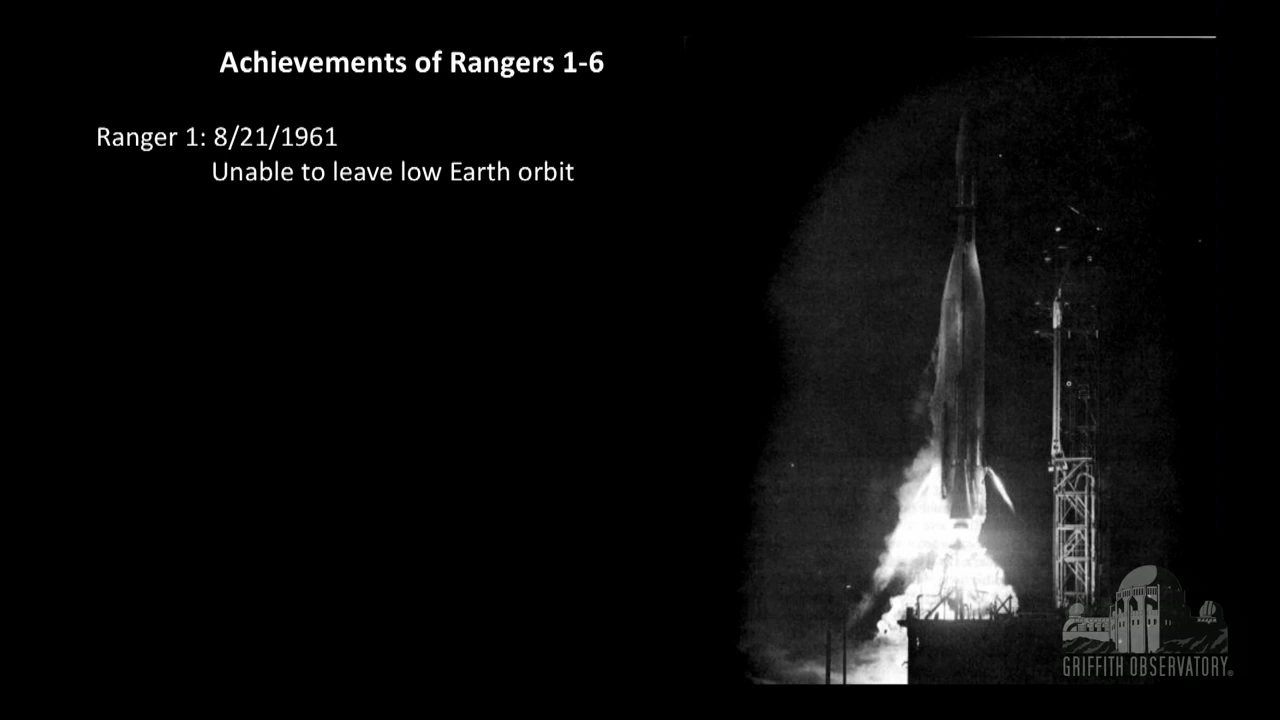 Achievements of Rangers 1-6
Ranger 1: 8/21/1961
Unable to leave low Earth orbit
GRIFFITH OBSERVATORY®